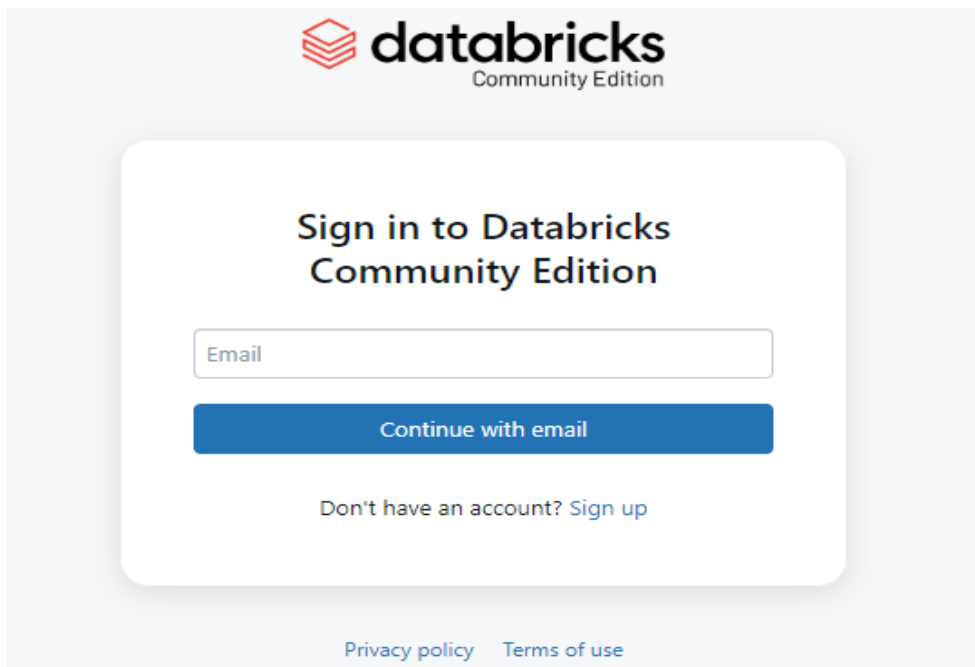 databricks
Community Edition
Sign in to Databricks
Community Edition
Email
Continue with email
Don't have an account? Sign up
Privacy policy Terms of use